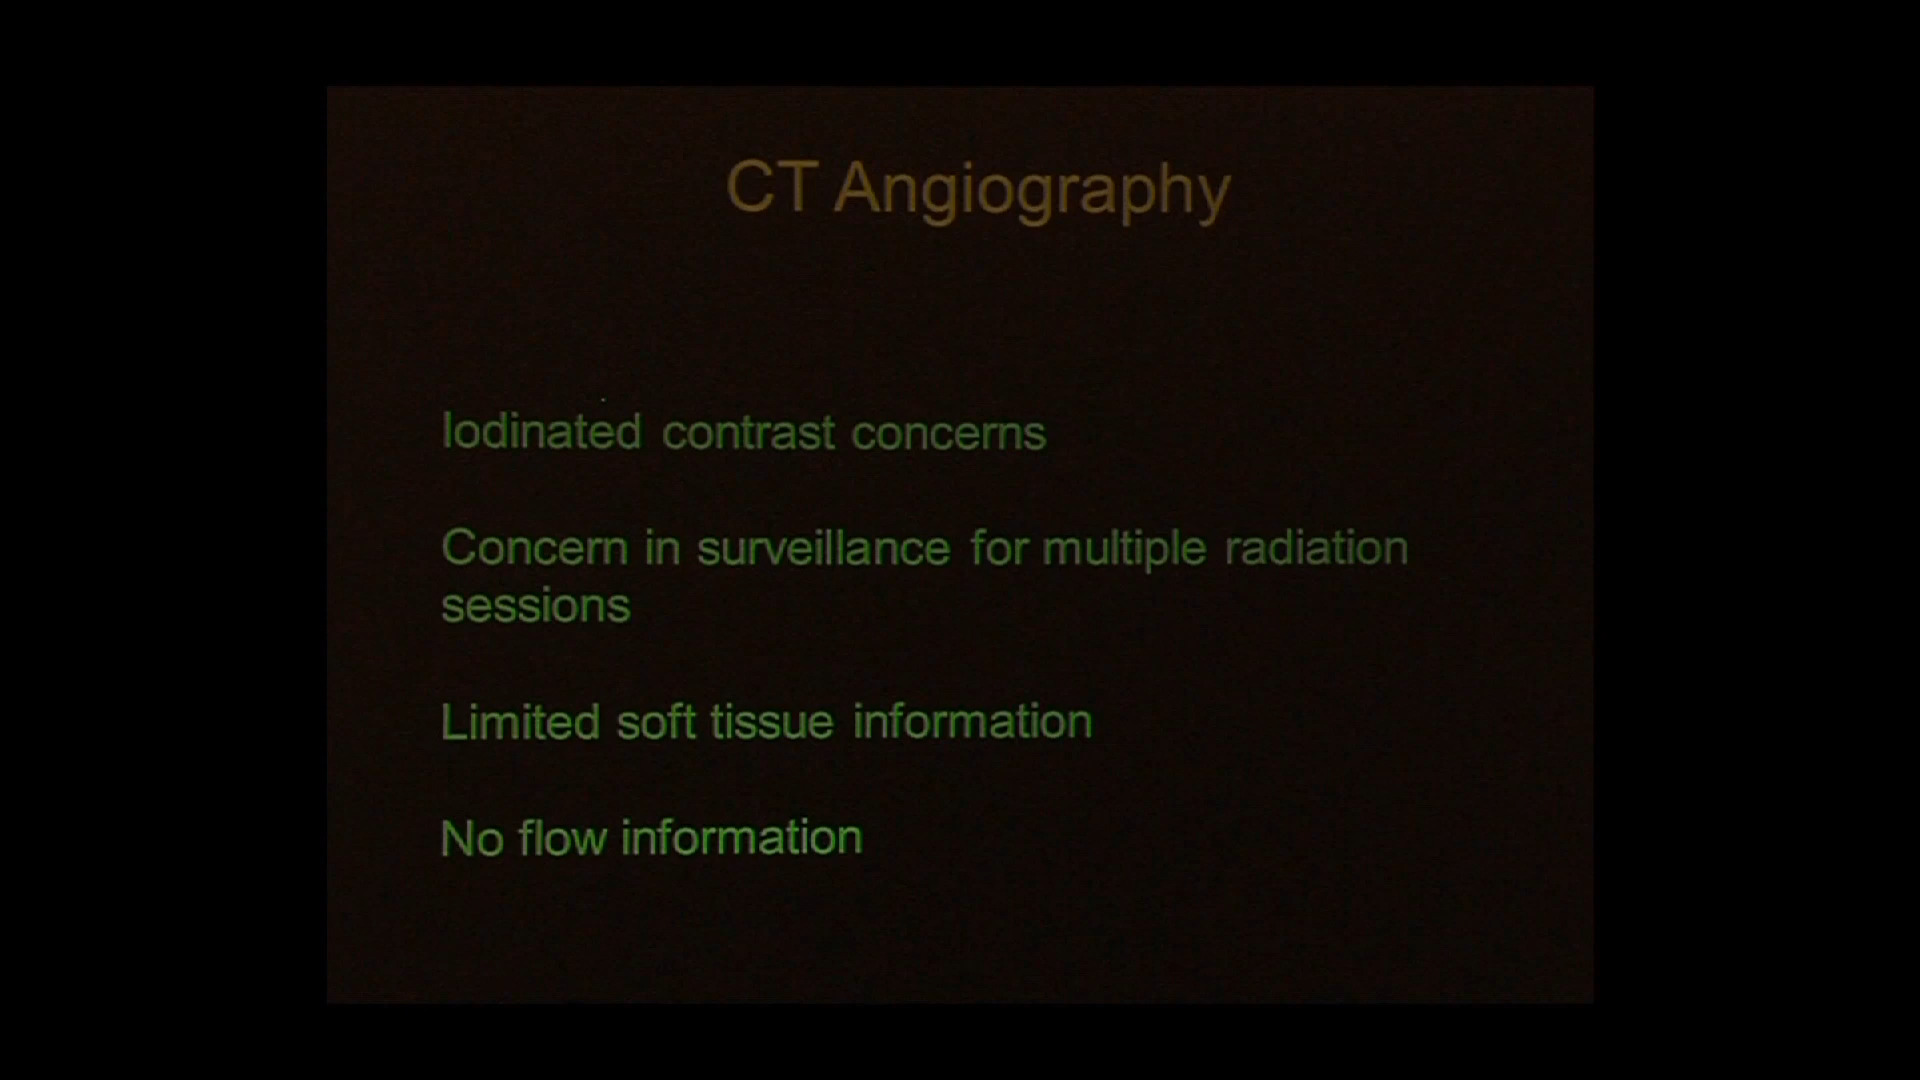 CT Angiography
Iodinated contrast concerns
Concern in surveillance for multiple radiation
sessions
Limited soft tissue information
No flow information